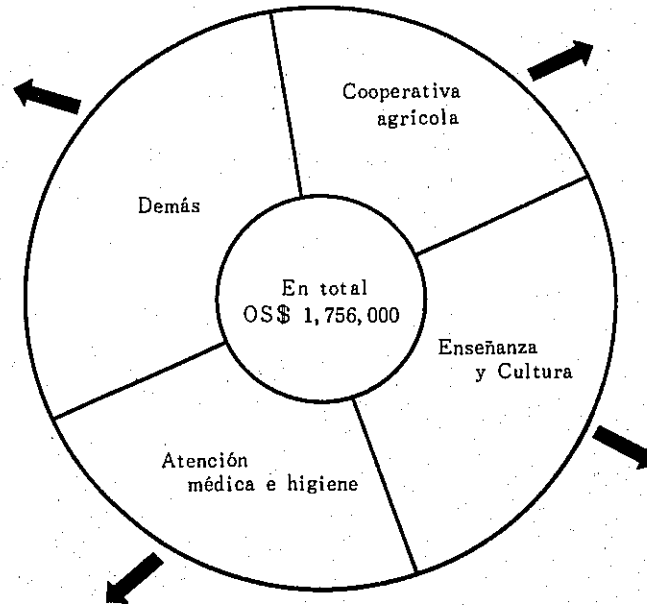 Cooperativa
agrícola
Demás
En total
OS$ 1,756,000
Enseñanza
y Cultura
Atención
médica e higiene